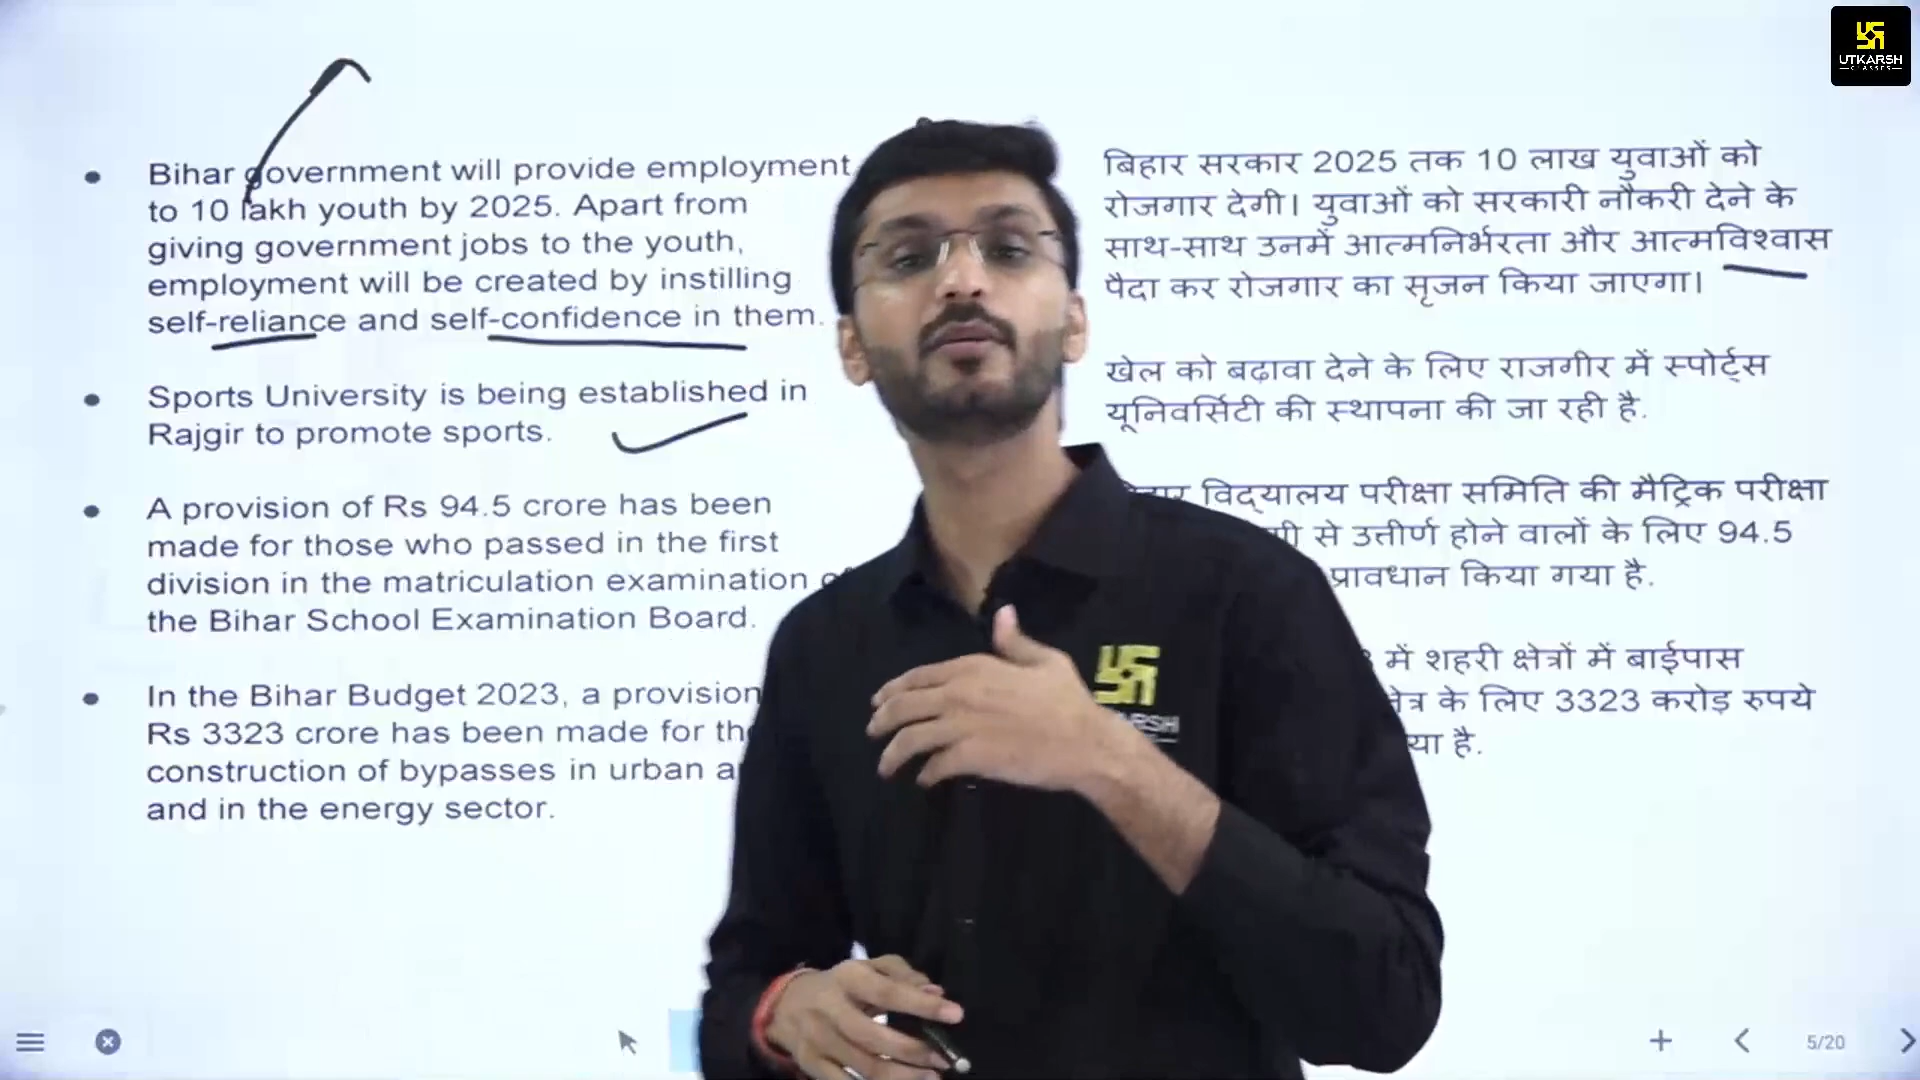 UTKARSH
CLASSES
Bihar government will provide employment
to 10 lakh youth by 2025. Apart from
giving government jobs to the youth,
employment will be created by instilling
self-reliance and self-confidence in them.
Sports University is being established in
Rajgir to promote sports.
A provision of Rs 94.5 crore has been
made for those who passed in the first
division in the matriculation examination
the Bihar School Examination Board.
In the Bihar Budget 2023, a provision
Rs 3323 crore has been made for
construction of bypasses in urban
and in the energy sector.
बिहार सरकार 2025 तक 10 लाख युवाओं को
रोजगार देगी। युवाओं को सरकारी नौकरी देने के
साथ-साथ उनमें आत्मनिर्भरता और आत्मविश्वास
पैदा कर रोजगार का सृजन किया जाएगा।
खेल को बढ़ावा देने के लिए राजगीर में स्पोर्ट्स
यूनिवर्सिटी की स्थापना की जा रही है.
विद्यालय परीक्षा समिति की मैट्रिक परीक्षा
से उत्तीर्ण होने वालों के लिए 94.5
प्रावधान किया गया है.
में शहरी क्षेत्रों में बाईपास
के लिए 3323 करोड़ रुपये
है.
5/20